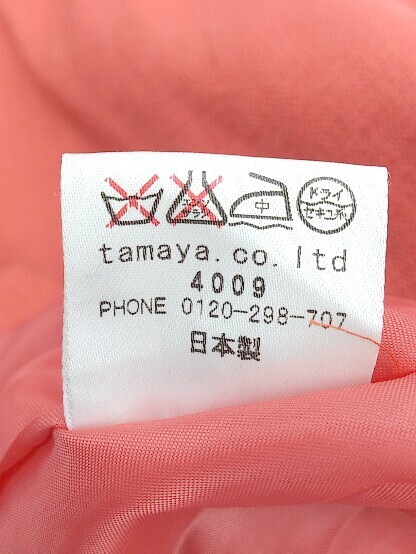 エンソ サラシ 中 ドライ セキユ系
tamaya.co.ltd
4009
PHONE 0120-298-707
日本製